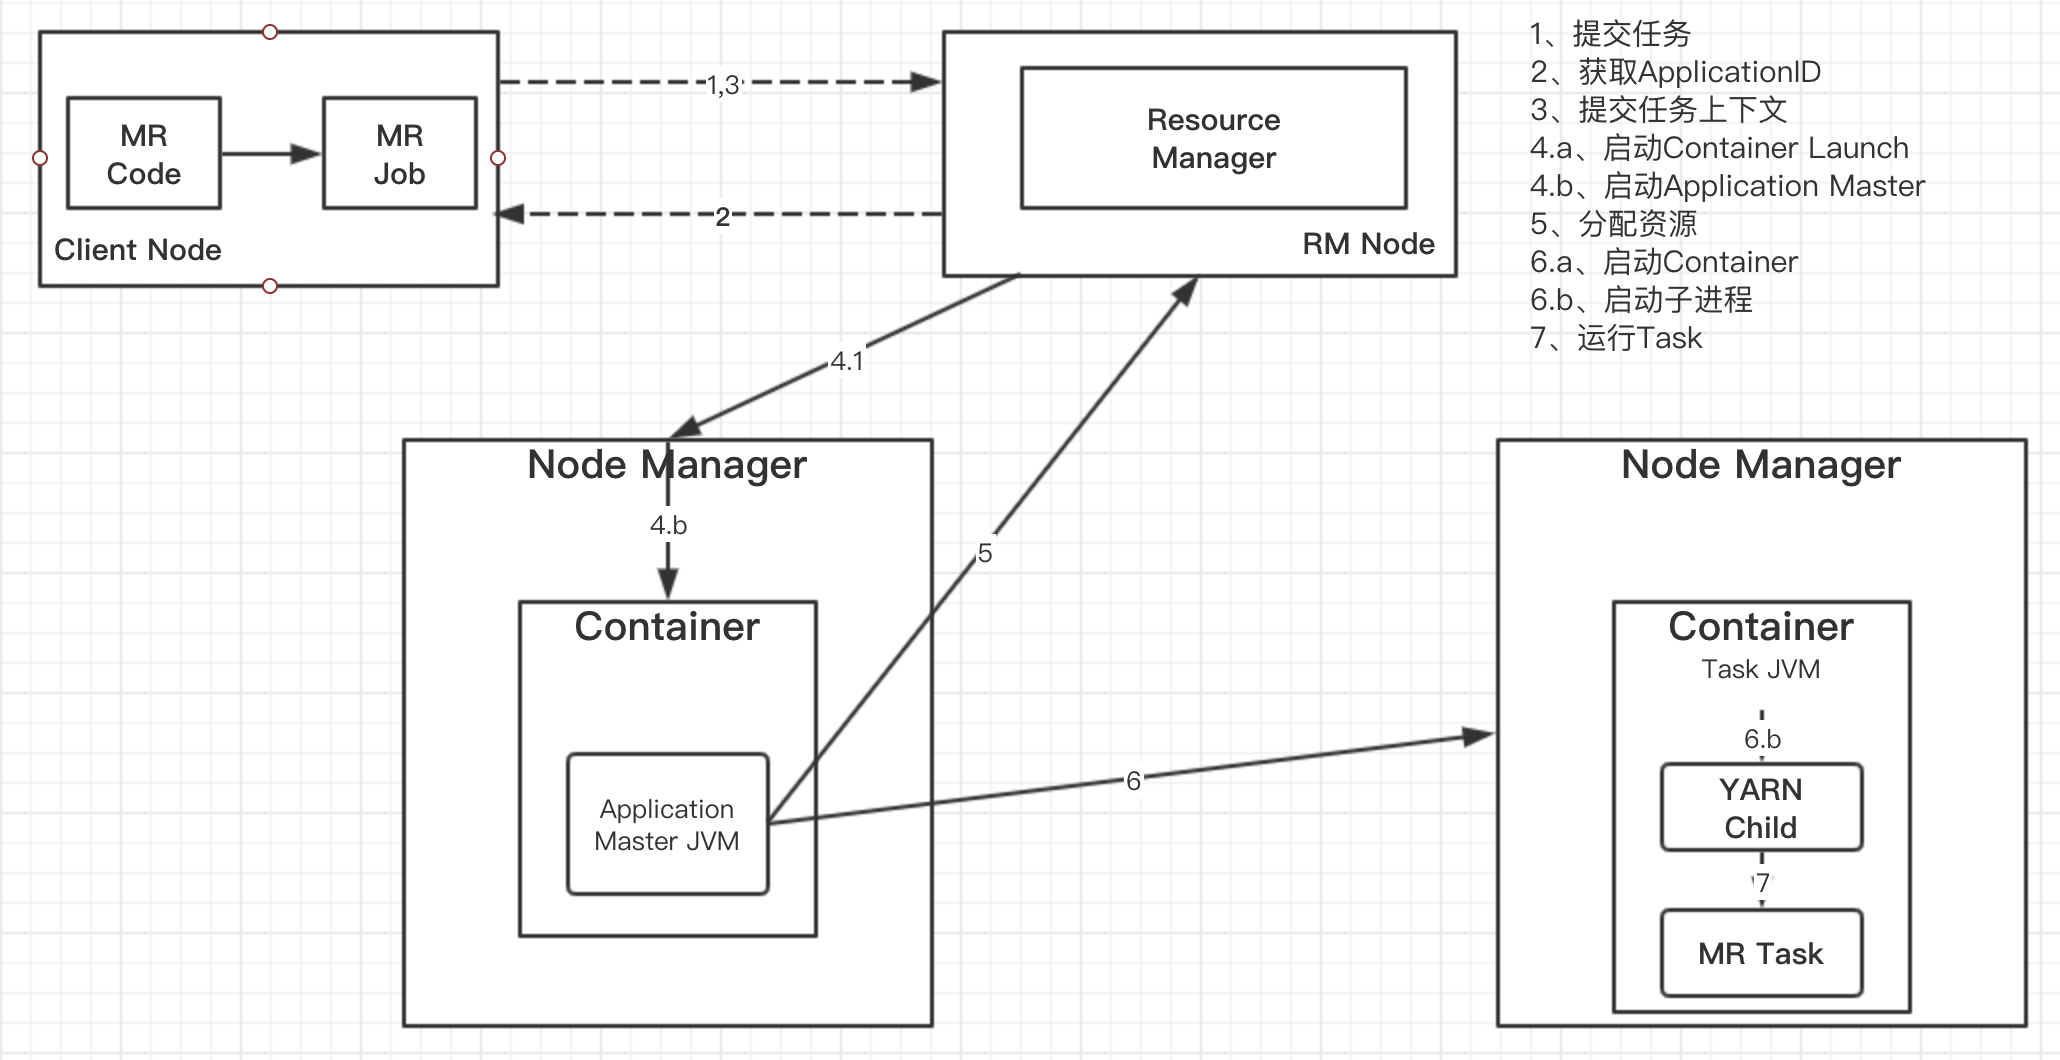 MR
Code
MR
Job
Client Node
1,3
2
Resource
Manager
RM Node
1、提交任务
2、获取ApplicationID
3、提交任务上下文
4.a、启动Container Launch
4.b、启动Application Master
5、分配资源
6.a、启动Container
6.b、启动子进程
7、运行Task
4.1
Node Manager
4.b
Container
Application
Master JVM
5
6
Node Manager
Container
Task JVM
6.b
YARN
Child
7
MR Task